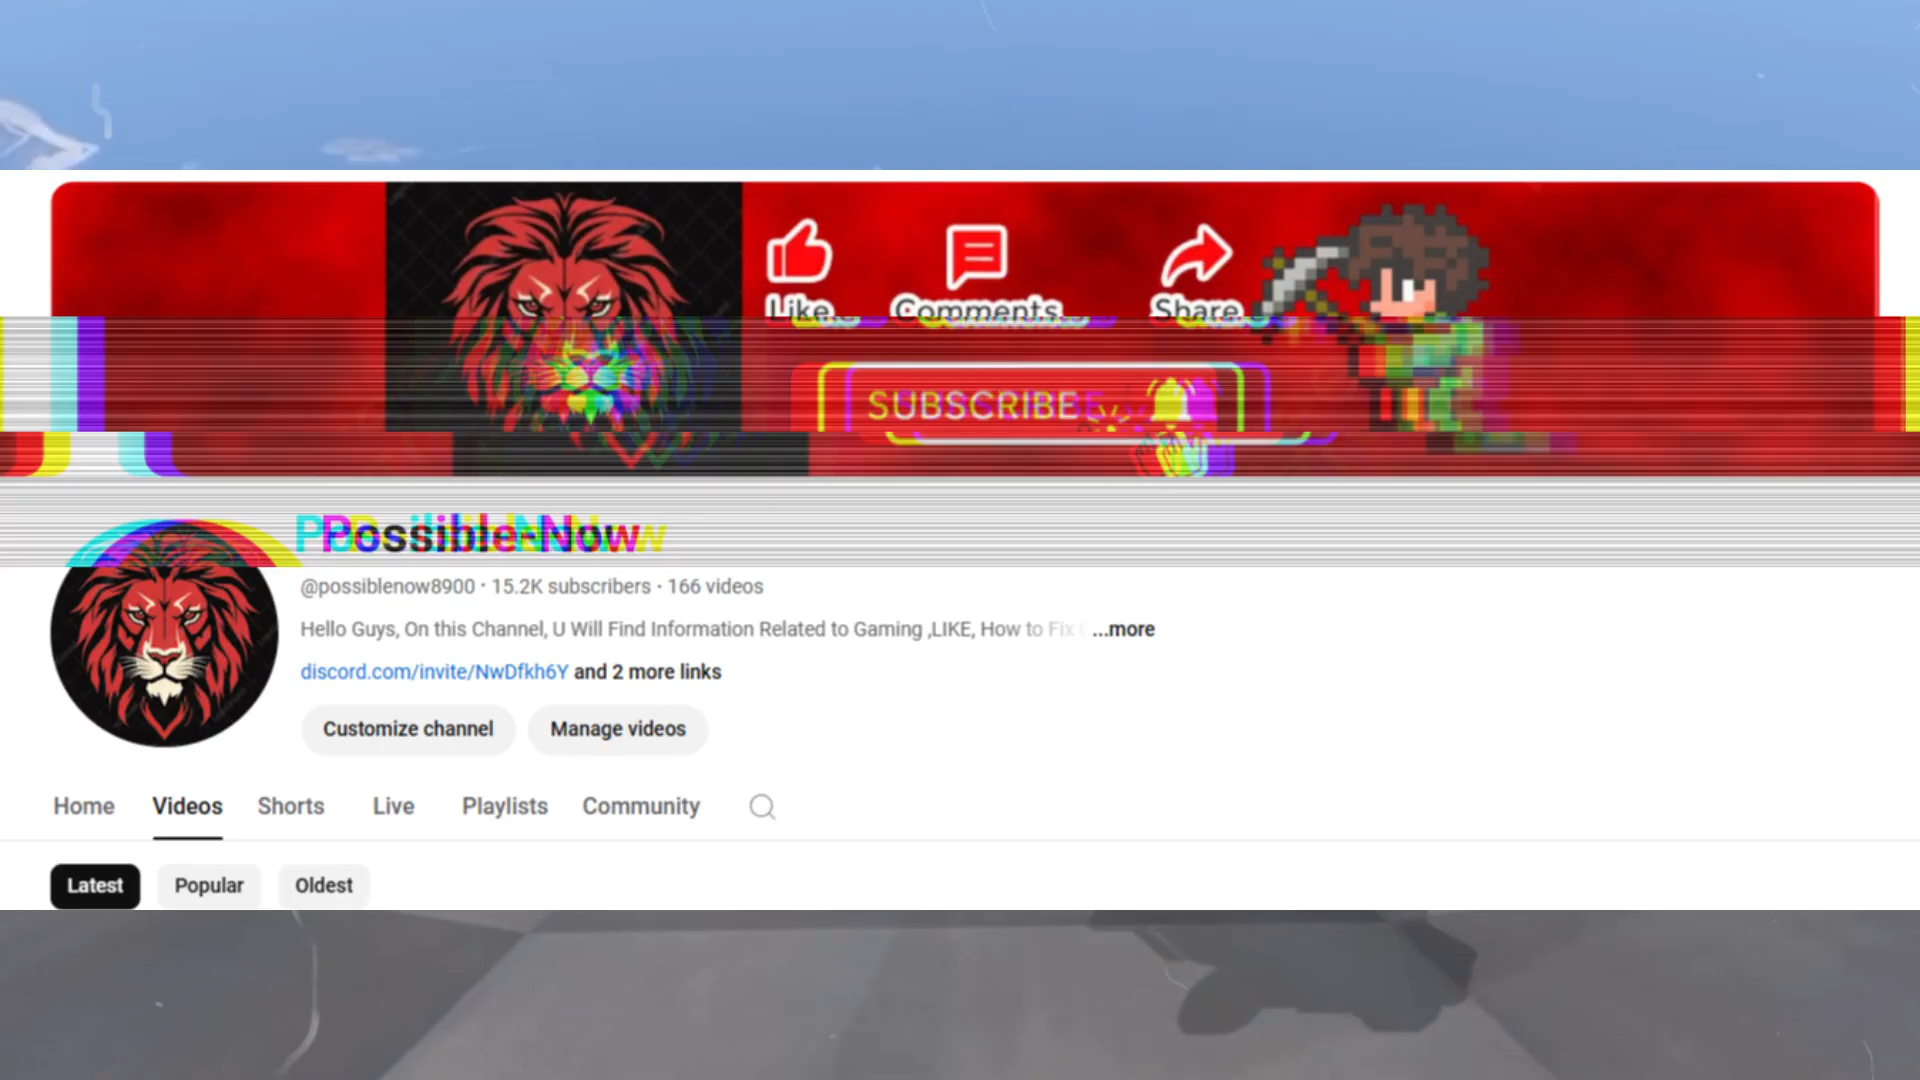 Like Comments Share
SUBSCRIBE
Possible-Now
@possiblenow8900 · 15.2K subscribers · 166 videos
Hello Guys, On this Channel, U Will Find Information Related to Gaming ,LIKE, How to Fix ...more
discord.com/invite/NwDfkh6Y and 2 more links
Customize channel Manage videos
Home Videos Shorts Live Playlists Community
Latest Popular Oldest